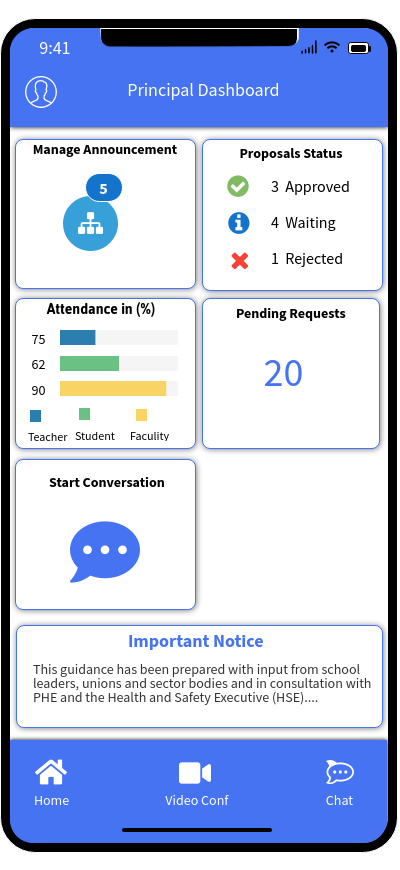 9:41
Principal Dashboard
Manage Announcement
5
Proposals Status
3 Approved
4 Waiting
1 Rejected
Attendance in (%)
75
62
90
Teacher Student Faculity
Pending Requests
20
Start Conversation
Important Notice
This guidance has been prepared with input from school
leaders, unions and sector bodies and in consultation with
PHE and the Health and Safety Executive (HSE)....
Home Video Conf Chat